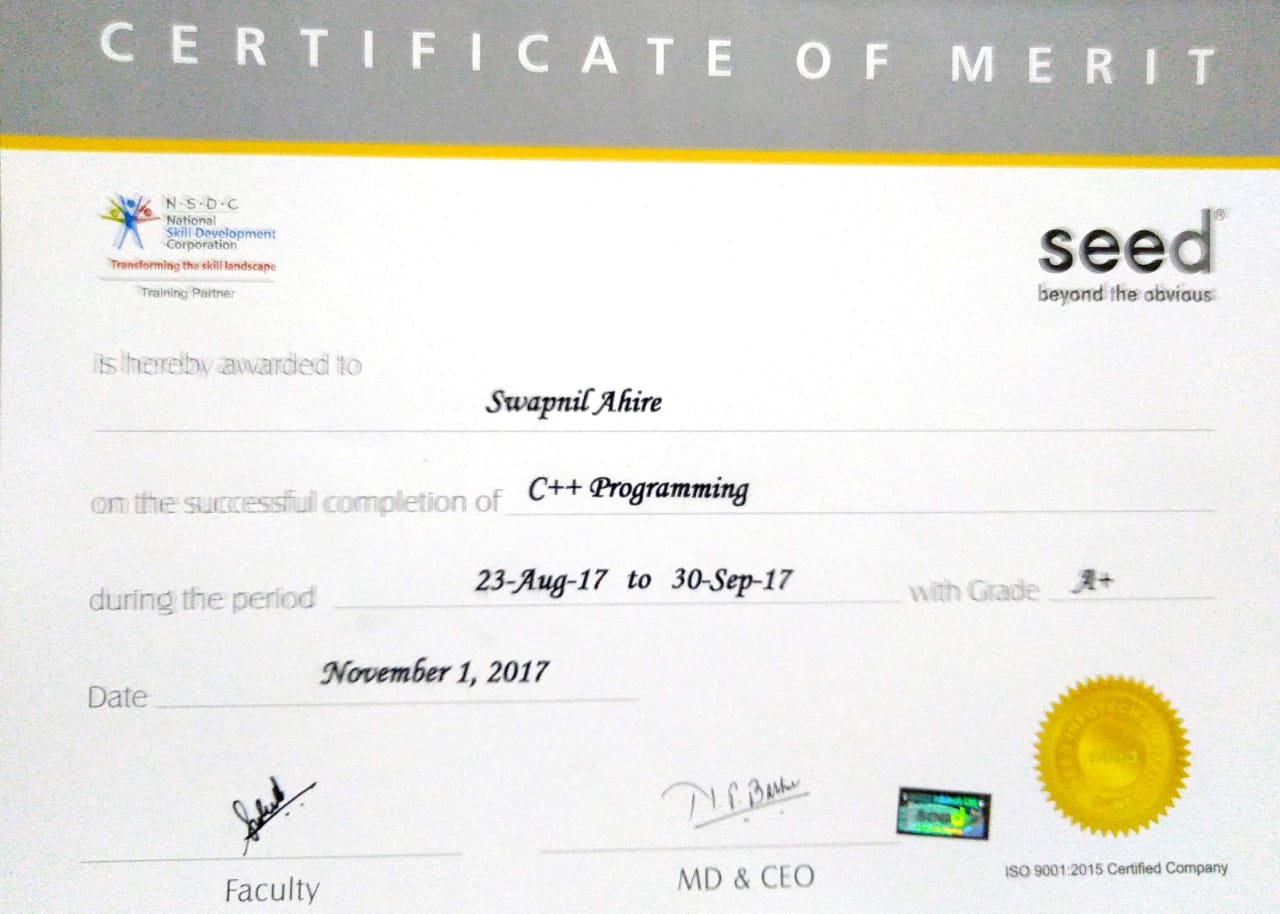 CERTIFICATE OF MERIT
N·S·D·C
National
Skill Development
Corporation
Transforming the skill landscape
Training Partner
seed®
beyond the obvious
is hereby awarded to
Swapnil Ahire
on the successful completion of C++ Programming
during the period 23-Aug-17 to 30-Sep-17 with Grade A+
Date November 1, 2017
seed
Faculty
MD & CEO
ISO 9001:2015 Certified Company